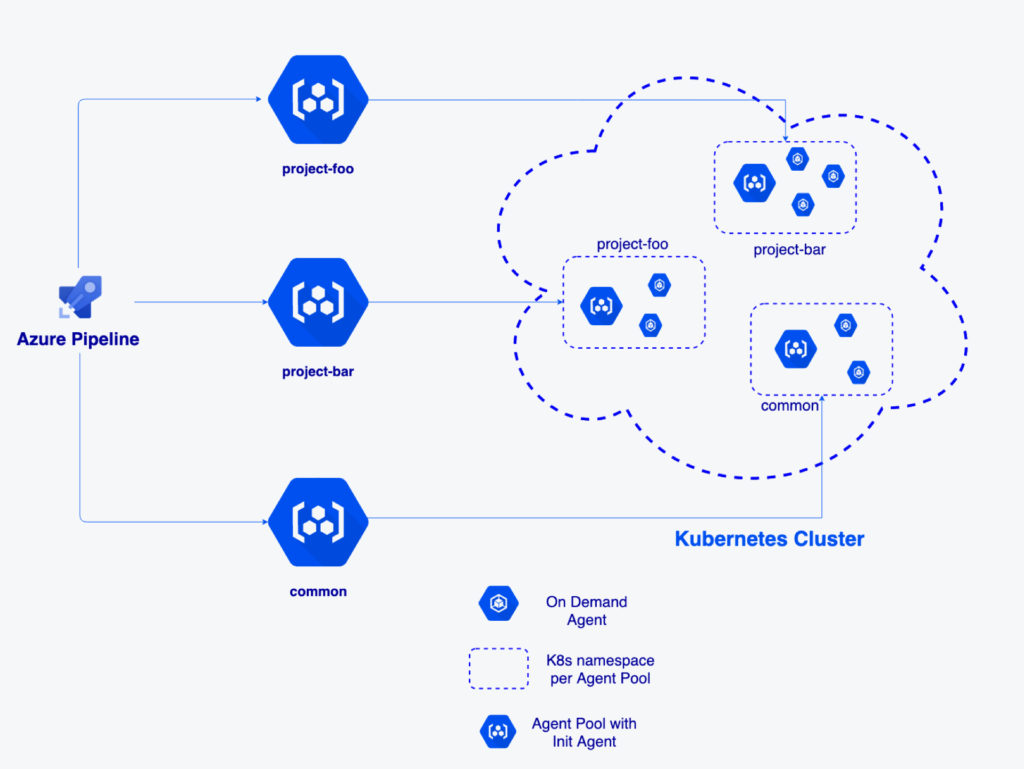 project-foo
project-bar
project-foo
Azure Pipeline
project-bar
common
Kubernetes Cluster
common
On Demand
Agent
K8s namespace
per Agent Pool
Agent Pool with
Init Agent